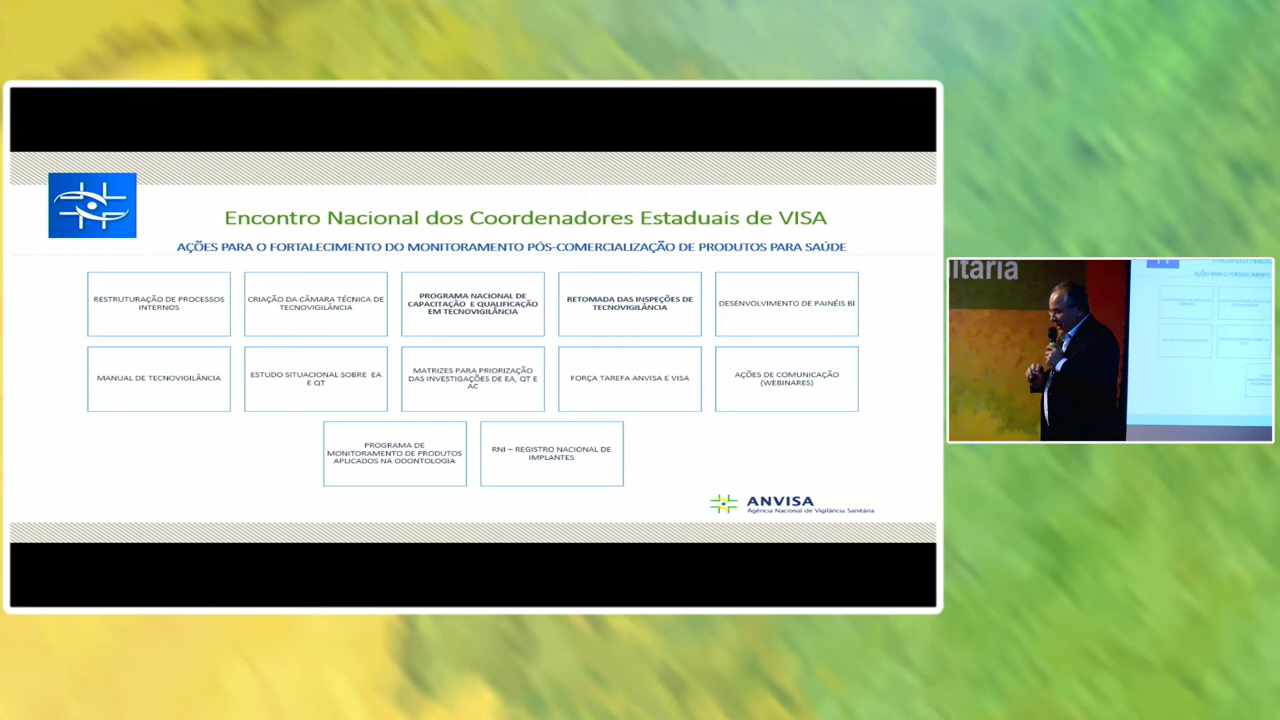 Encontro Nacional dos Coordenadores Estaduais de VISA
AÇÕES PARA O FORTALECIMENTO DO MONITORAMENTO PÓS-COMERCIALIZAÇÃO DE PRODUTOS PARA SAÚDE
RESTRUTURAÇÃO DE PROCESSOS
INTERNOS
CRIAÇÃO DA CÂMARA TÉCNICA DE
TECNOVIGILÂNCIA
PROGRAMA NACIONAL DE
CAPACITAÇÃO E QUALIFICAÇÃO
EM TECNOVIGILÂNCIA
RETOMADA DAS INSPEÇÕES DE
TECNOVIGILÂNCIA
DESENVOLVIMENTO DE PAINÉIS BI
MANUAL DE TECNOVIGILÂNCIA
ESTUDO SITUACIONAL SOBRE EA
E QT
MATRIZES PARA PRIORIZAÇÃO
DAS INVESTIGAÇÕES DE EA, QT E
AC
FORÇA TAREFA ANVISA E VISA
AÇÕES DE COMUNICAÇÃO
(WEBINARES)
PROGRAMA DE
MONITORAMENTO DE PRODUTOS
APLICADOS NA ODONTOLOGIA
RNI – REGISTRO NACIONAL DE
IMPLANTES
ANVISA
Agência Nacional de Vigilância Sanitária
itária